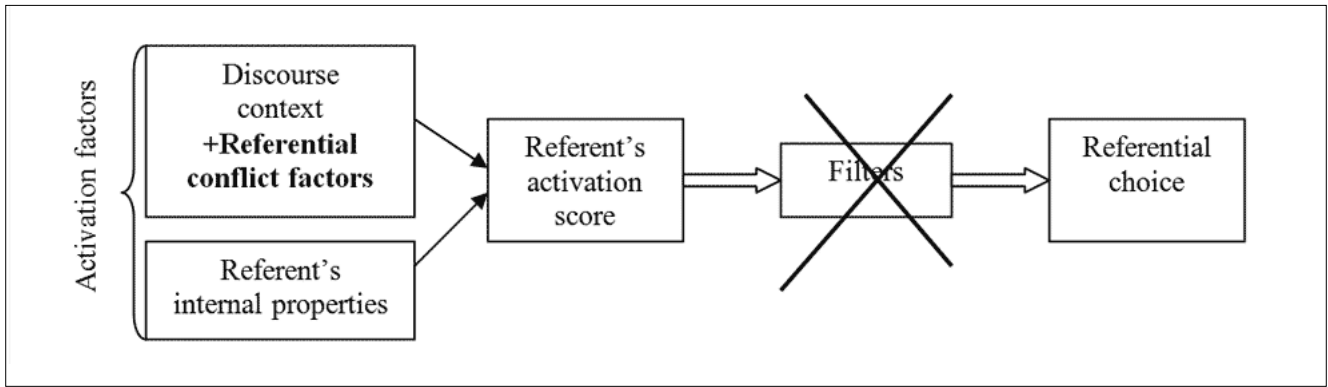 Activation factors
Discourse
context
+Referential
conflict factors
Referent's
internal properties
Referent's
activation
score
Filters
Referential
choice